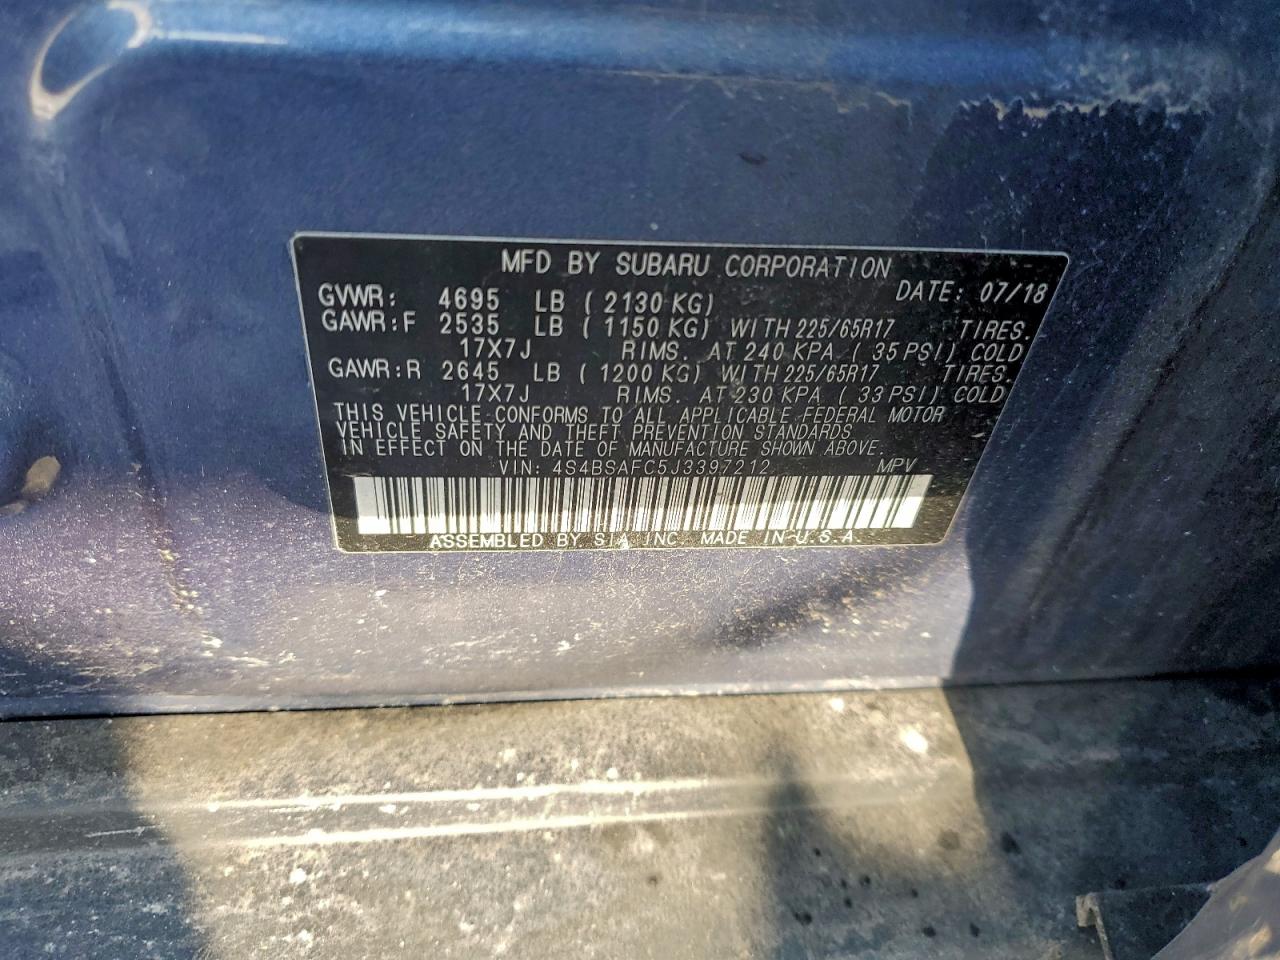 MFD BY SUBARU CORPORATION
GVWR: 4695 LB (2130 KG) DATE: 07/18
GAWR:F 2535 LB (1150 KG) WITH 225/65R17 TIRES.
17X7J RIMS. AT 240 KPA (35 PSI) COLD
GAWR:R 2645 LB (1200 KG) WITH 225/65R17 TIRES.
17X7J RIMS. AT 230 KPA (33 PSI) COLD
THIS VEHICLE CONFORMS TO ALL APPLICABLE FEDERAL MOTOR
VEHICLE SAFETY AND THEFT PREVENTION STANDARDS
IN EFFECT ON THE DATE OF MANUFACTURE SHOWN ABOVE.
VIN: 4S4BSAFC5J3397212 MPV
ASSEMBLED BY SIA, INC. MADE IN U.S.A.